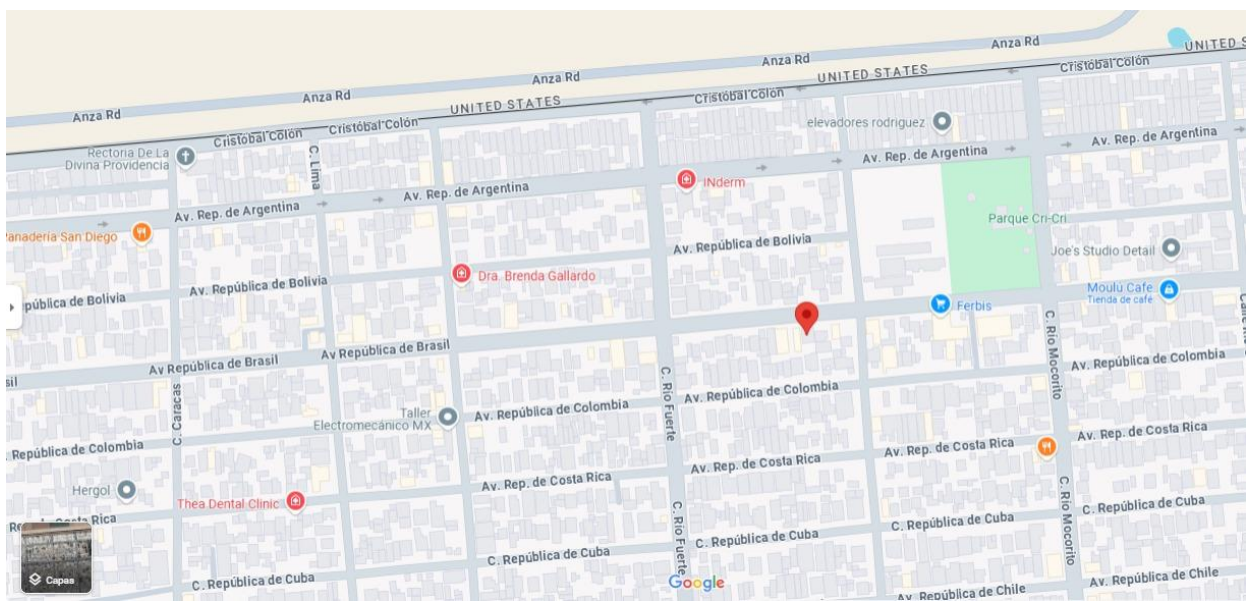 Anza Rd
Anza Rd
Anza Rd
Anza Rd
Anza Rd
UNITED S
UNITED STATES
UNITED STATES
Cristóbal Colón
Cristóbal Colón
Cristóbal Colón
Cristóbal Colón
elevadores rodriguez
Rectoría De La
Divina Providencia
C. Lima
Av. Rep. de Argentina
Av. Rep. de Argentina
Av. Rep. de Argentina
Av. Rep. de Argentina
INderm
Parque Cri-Cri
Panadería San Diego
Av. República de Bolivia
Joe's Studio Detail
Dra. Brenda Gallardo
Av. República de Bolivia
epública de Bolivia
Moulú Cafe
Tienda de café
Ferbis
Av República de Brasil
Av República de Brasil
sil
C. Río Mocorito
Av. República de Colombia
Av. República de Colombia
Av. República de Colombia
. República de Colombia
C. Caracas
C. Río Fuerte
Taller
Electromecánico MX
Av. Rep. de Costa Rica
Av. Rep. de Costa Rica
Av. Rep. de Costa Rica
Av. Rep. de Costa Rica
Hergol
Thea Dental Clinic
Costa Rica
C. Río Fuerte
C. Río Mocorito
C. República de Cuba
C. República de Cuba
C. República de Cuba
C. República de Cuba
Av. República de Chile
Av. República de Chile
Capas
Google